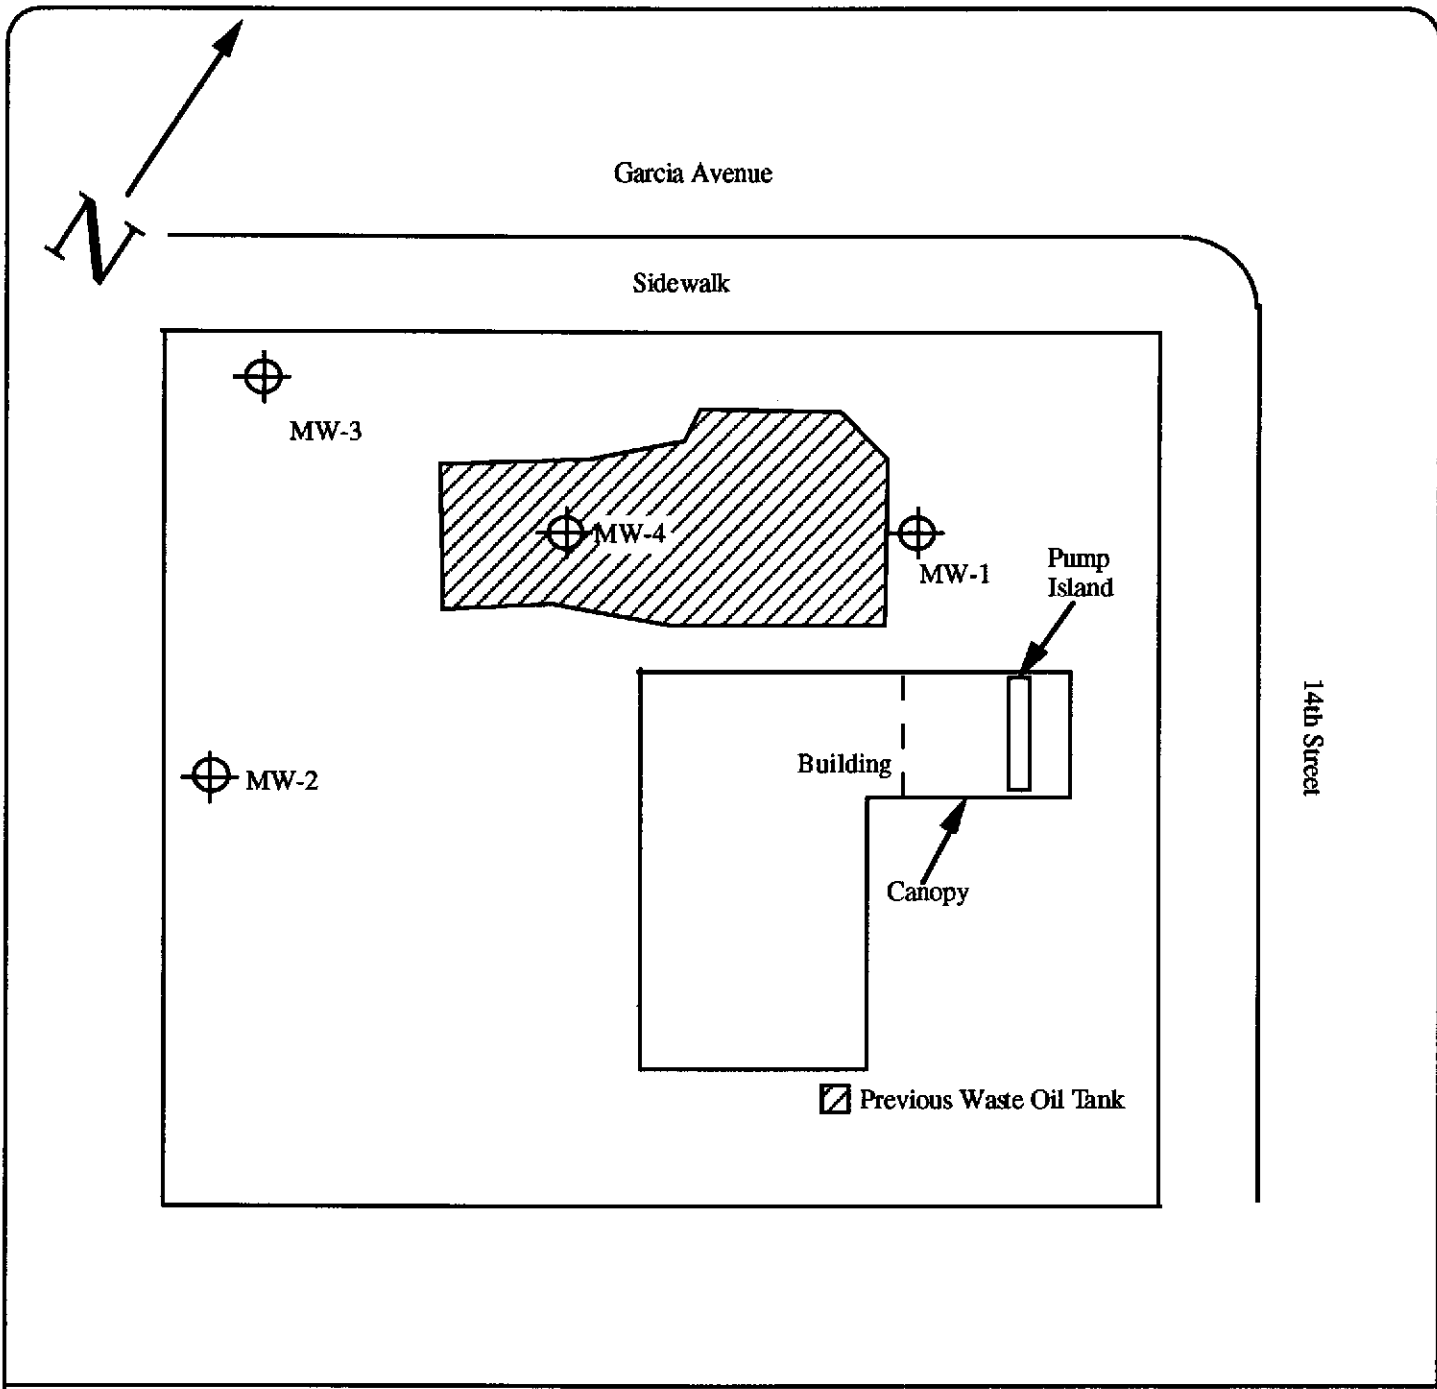 N
Garcia Avenue
Sidewalk
MW-3
MW-4
MW-1
Pump
Island
14th Street
Building
MW-2
Canopy
Previous Waste Oil Tank